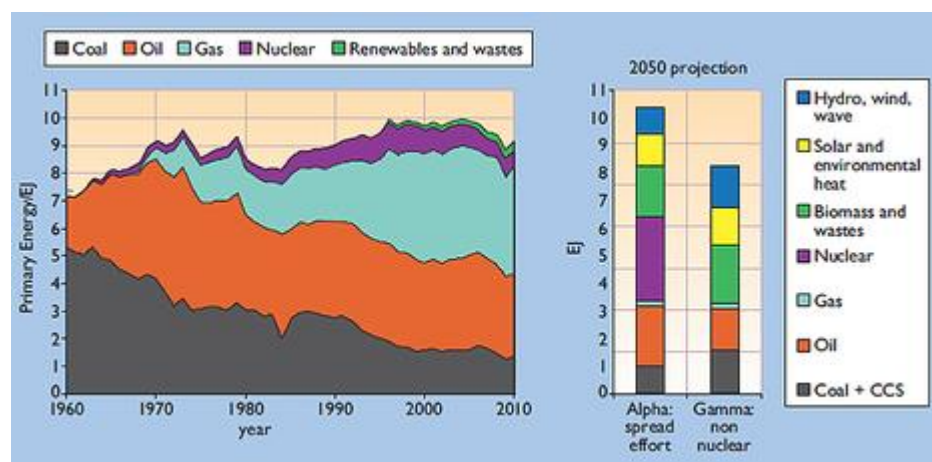 Coal Oil Gas Nuclear Renewables and wastes
Primary Energy/EJ
11
10
9
8
7
6
5
4
3
2
1
0
1960 1970 1980 1990 2000 2010
year
2050 projection
EJ
11
10
9
8
7
6
5
4
3
2
1
0
Alpha:
spread
effort
Gamma:
non
nuclear
Hydro, wind,
wave
Solar and
environmental
heat
Biomass and
wastes
Nuclear
Gas
Oil
Coal + CCS